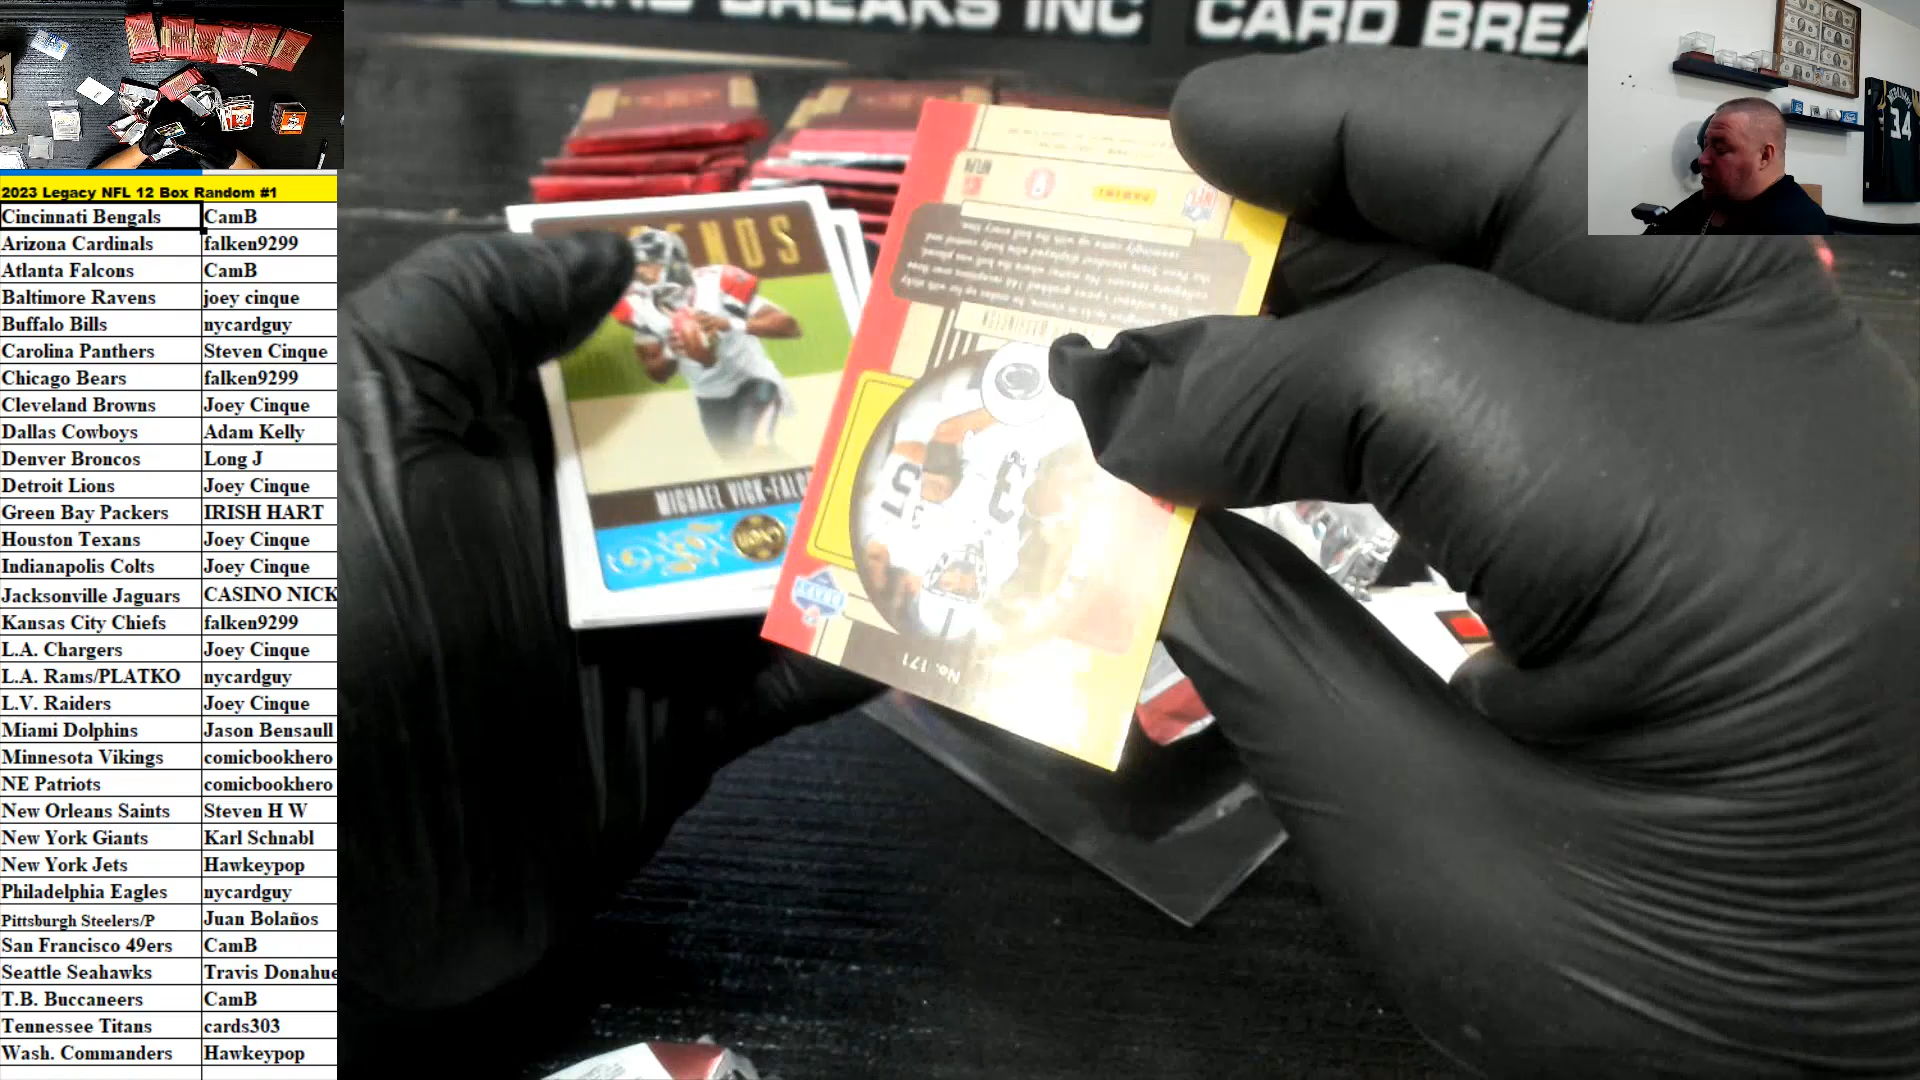 CARD BREAKS INC CARD BREA
34
2023 Legacy NFL 12 Box Random #1
Cincinnati Bengals CamB
Arizona Cardinals falken9299
Atlanta Falcons CamB
Baltimore Ravens joey cinque
Buffalo Bills nycardguy
Carolina Panthers Steven Cinque
Chicago Bears falken9299
Cleveland Browns Joey Cinque
Dallas Cowboys Adam Kelly
Denver Broncos Long J
Detroit Lions Joey Cinque
Green Bay Packers IRISH HART
Houston Texans Joey Cinque
Indianapolis Colts Joey Cinque
Jacksonville Jaguars CASINO NICK
Kansas City Chiefs falken9299
L.A. Chargers Joey Cinque
L.A. Rams/PLATKO nycardguy
L.V. Raiders Joey Cinque
Miami Dolphins Jason Bensaull
Minnesota Vikings comicbookhero
NE Patriots comicbookhero
New Orleans Saints Steven H W
New York Giants Karl Schnabl
New York Jets Hawkeypop
Philadelphia Eagles nycardguy
Pittsburgh Steelers/P Juan Bolaños
San Francisco 49ers CamB
Seattle Seahawks Travis Donahue
T.B. Buccaneers CamB
Tennessee Titans cards303
Wash. Commanders Hawkeypop
ENDS
MICHAEL VICK-FALC
PANINI
No. 171